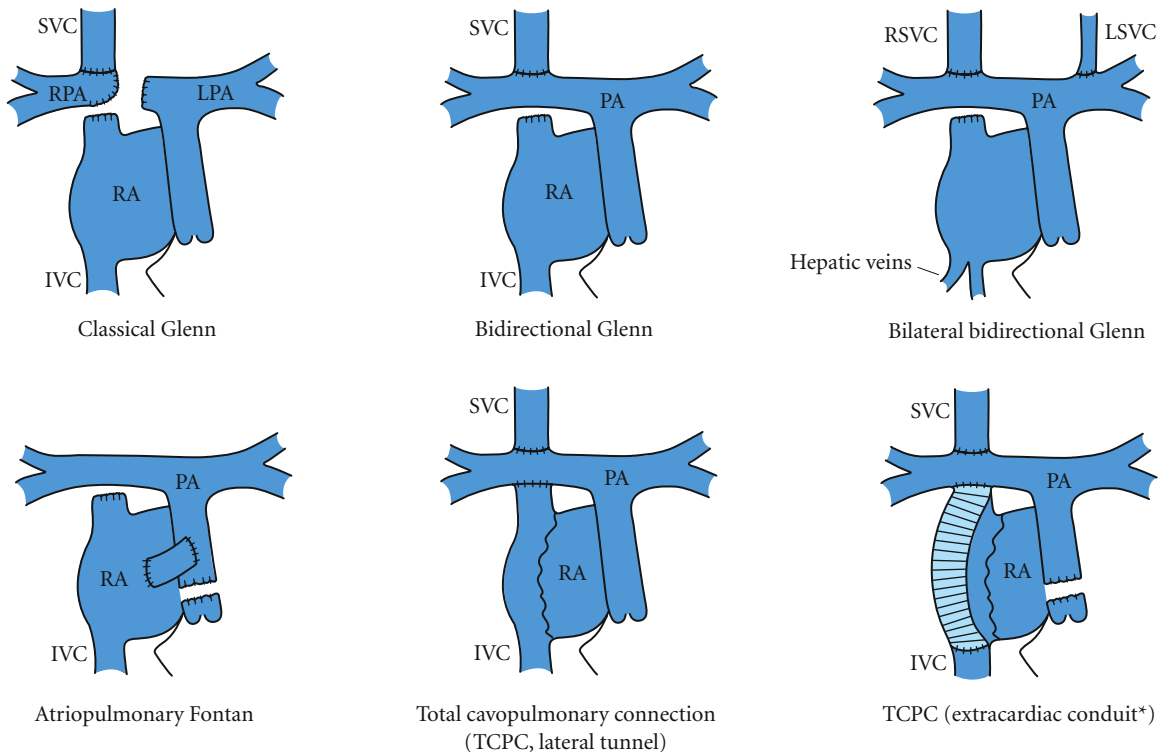 SVC
RPA
LPA
RA
IVC
Classical Glenn
SVC
PA
RA
IVC
Bidirectional Glenn
RSVC
LSVC
PA
Hepatic veins
Bilateral bidirectional Glenn
PA
RA
IVC
Atriopulmonary Fontan
SVC
PA
RA
IVC
Total cavopulmonary connection
(TCPC, lateral tunnel)
SVC
PA
RA
IVC
TCPC (extracardiac conduit*)